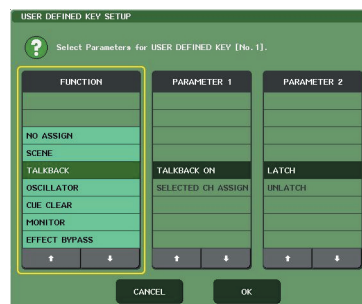 USER DEFINED KEY SETUP
Select Parameters for USER DEFINED KEY [No. 1].
FUNCTION
PARAMETER 1
PARAMETER 2
NO ASSIGN
SCENE
TALKBACK
TALKBACK ON
LATCH
OSCILLATOR
SELECTED CH ASSIGN
UNLATCH
CUE CLEAR
MONITOR
EFFECT BYPASS
CANCEL
OK